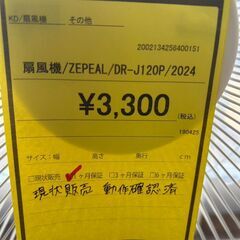 KD/扇風機 その他
2002134256400151
扇風機/ZEPEAL/DR-J120P/2024
¥3,300
(税込)
190425
サイズ:幅 高さ 奥行 cm
□現状販売 □1ヶ月保証 □3ヶ月保証 □6ヶ月保証
現状販売 動作確認済